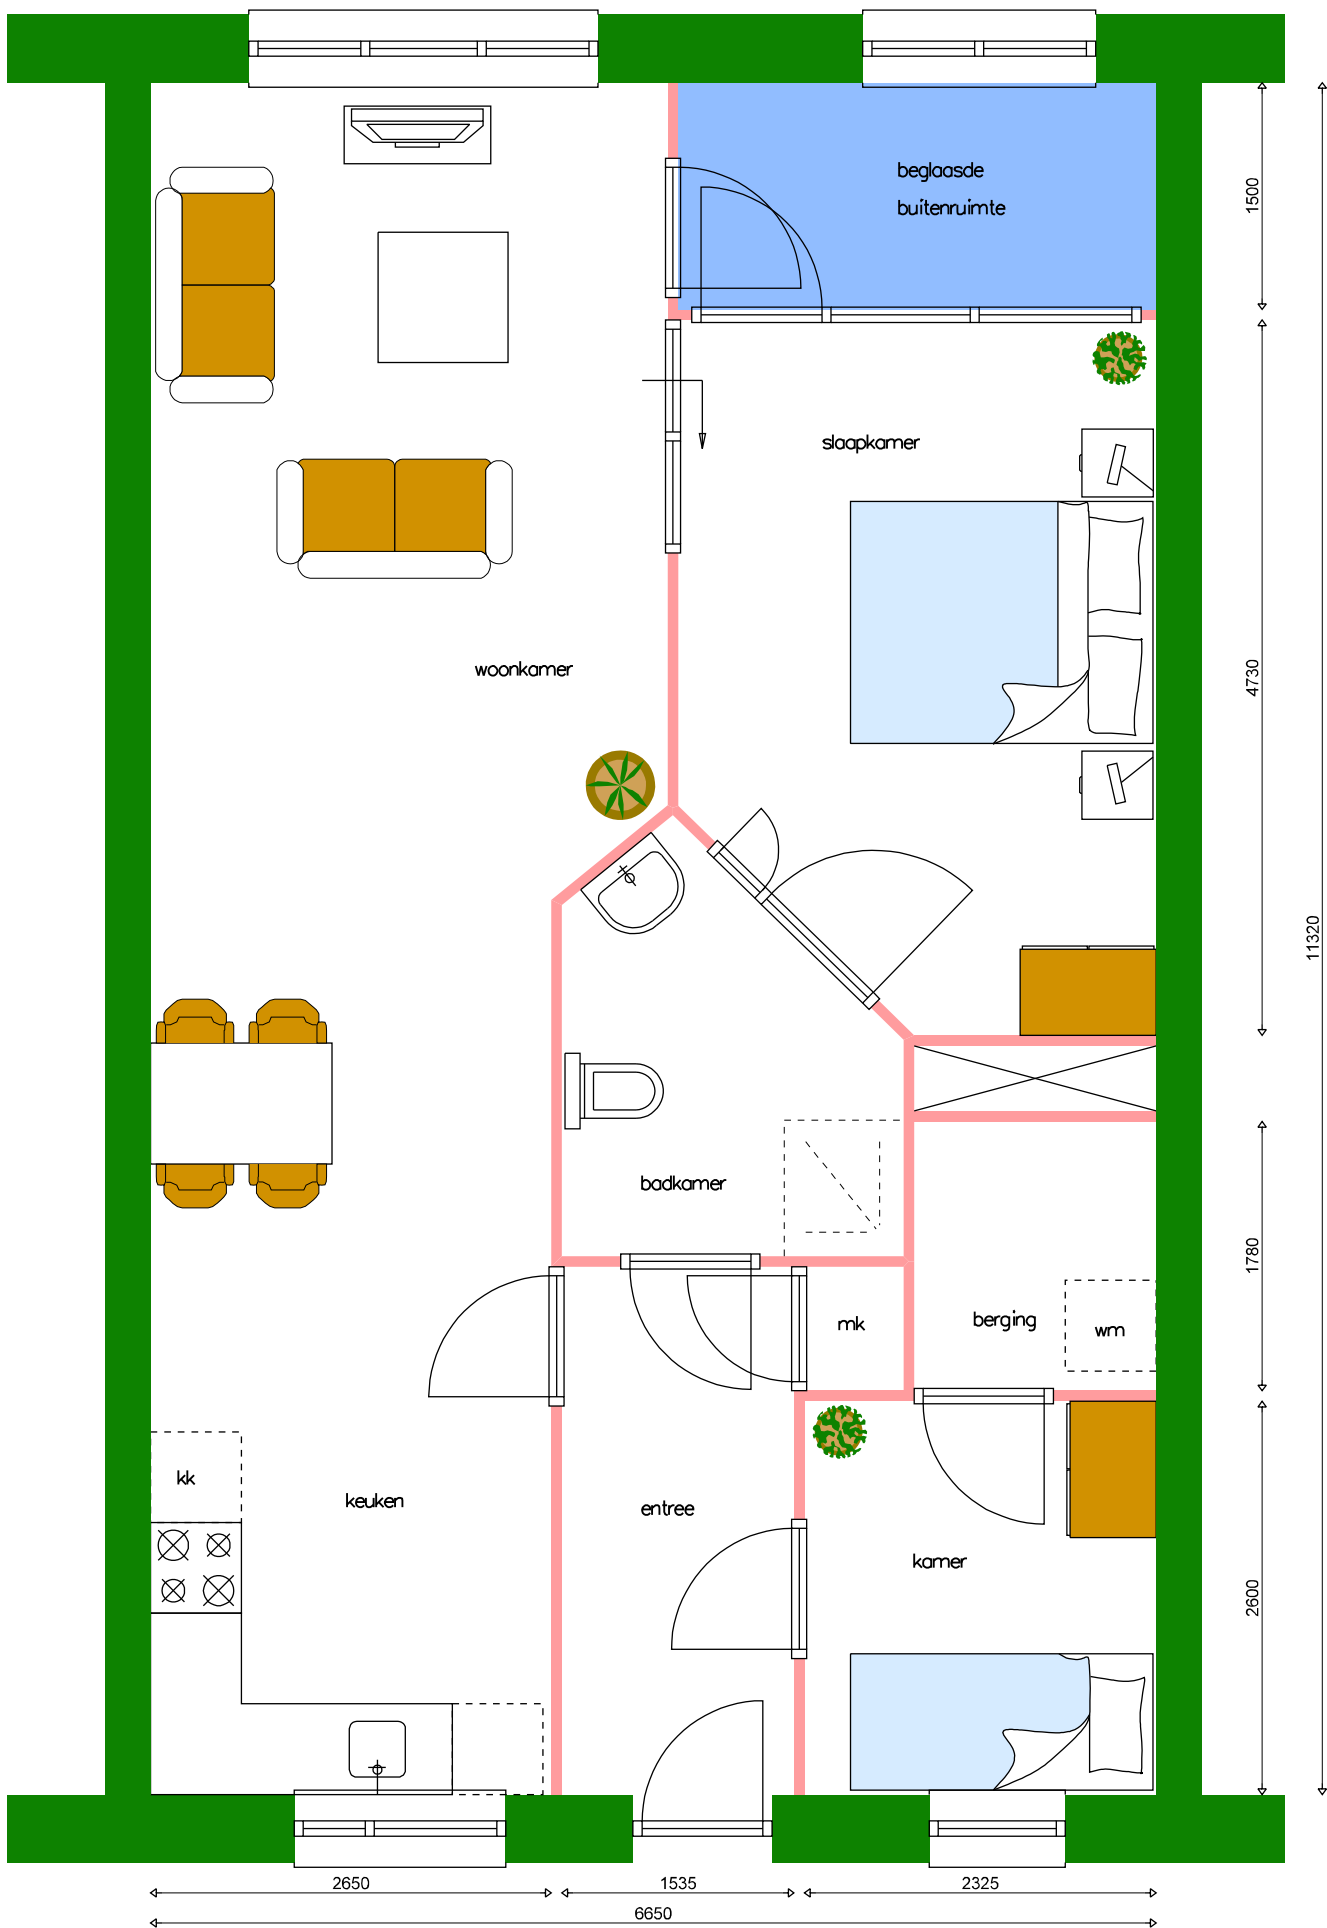 beglaasde
buitenruimte
1500
slaapkamer
woonkamer
4730
11320
badkamer
1780
berging
wm
mk
kk
keuken
entree
kamer
2600
2650
1535
2325
6650